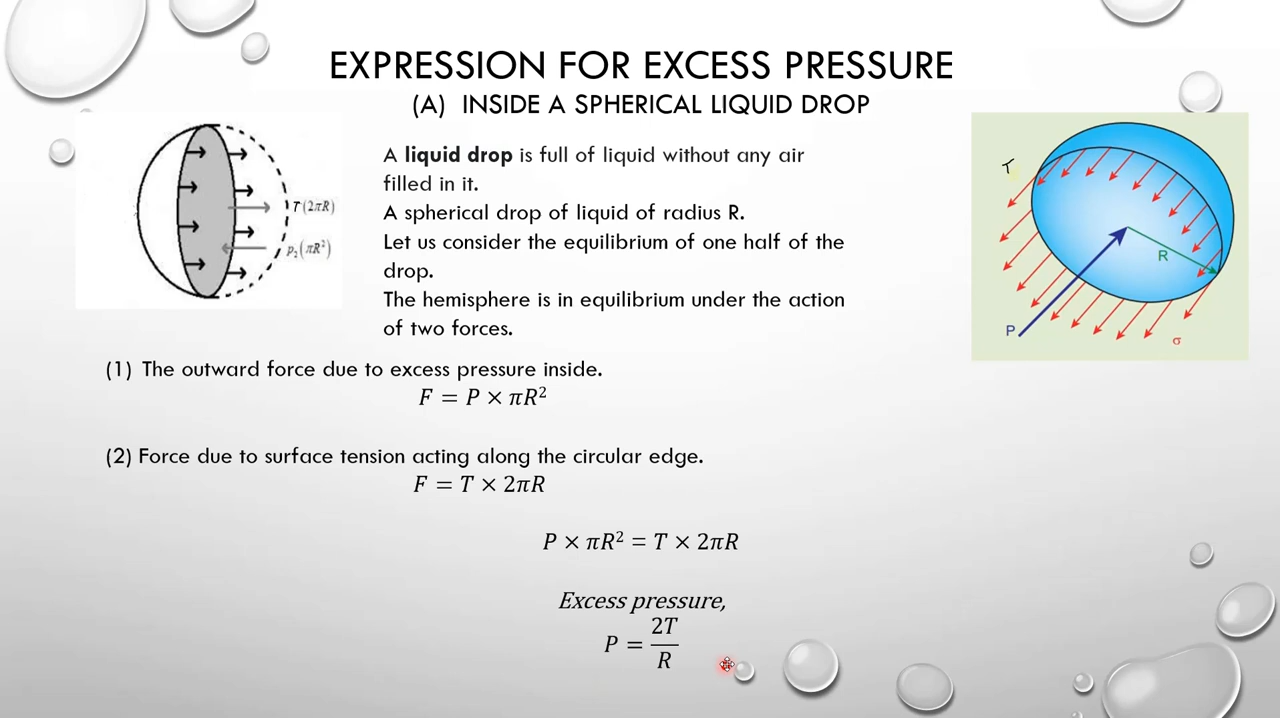 EXPRESSION FOR EXCESS PRESSURE
(A) INSIDE A SPHERICAL LIQUID DROP
T(2πR)
p₂(πR²)
A liquid drop is full of liquid without any air
filled in it.
A spherical drop of liquid of radius R.
Let us consider the equilibrium of one half of the
drop.
The hemisphere is in equilibrium under the action
of two forces.
T
R
P
σ
(1) The outward force due to excess pressure inside.
F = P × πR²
(2) Force due to surface tension acting along the circular edge.
F = T × 2πR
P × πR² = T × 2πR
Excess pressure,
P = 2T/R